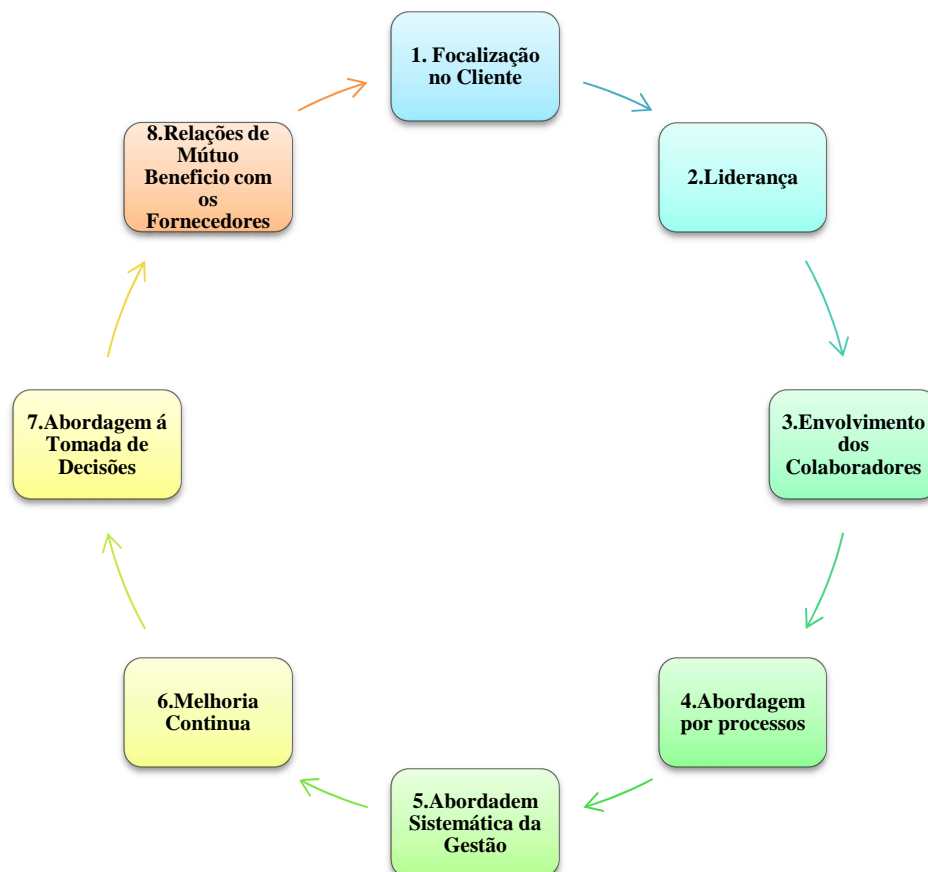 1. Focalização
no Cliente
2.Liderança
3.Envolvimento
dos
Colaboradores
4.Abordagem
por processos
5.Abordadem
Sistemática da
Gestão
6.Melhoria
Continua
7.Abordagem á
Tomada de
Decisões
8.Relações de
Mútuo
Beneficio com
os
Fornecedores